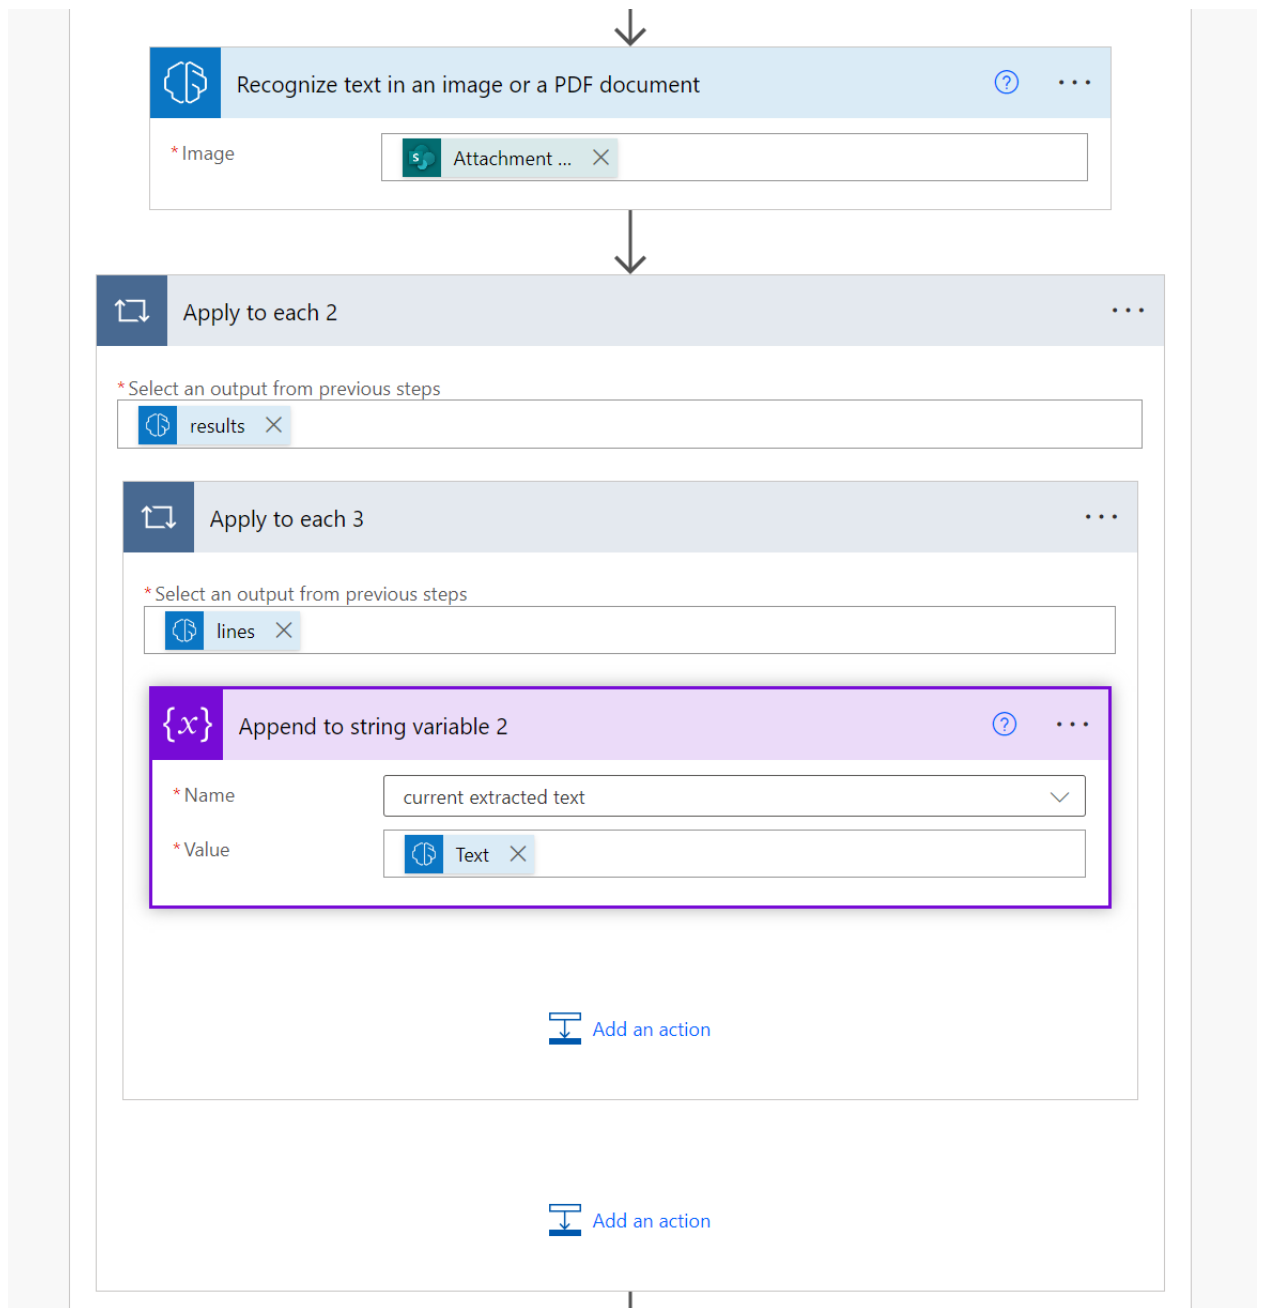 Recognize text in an image or a PDF document
* Image
S
Attachment ...
Apply to each 2
* Select an output from previous steps
results
Apply to each 3
* Select an output from previous steps
lines
{x} Append to string variable 2
* Name
current extracted text
* Value
Text
Add an action
Add an action